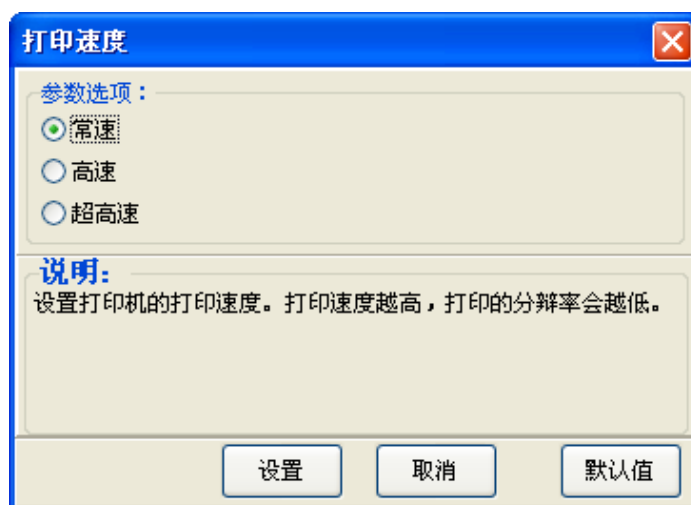 打印速度
参数选项：
常速
高速
超高速
说明:
设置打印机的打印速度。打印速度越高，打印的分辩率会越低。
设置 取消 默认值